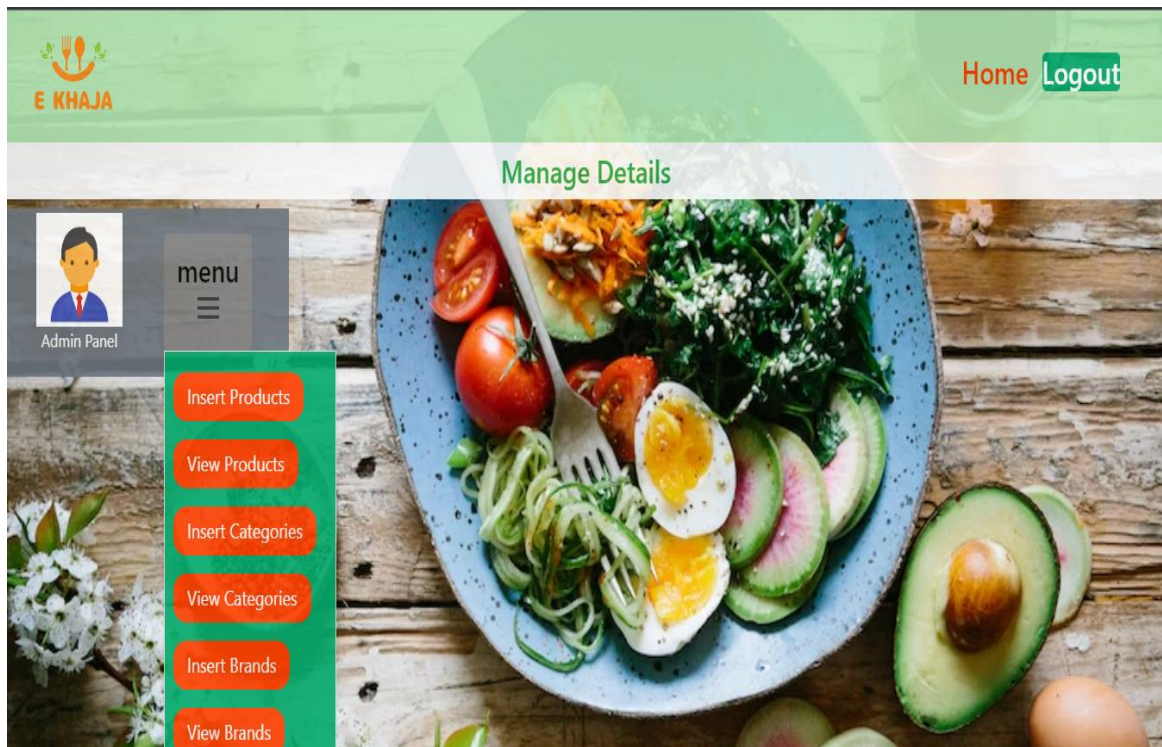 E KHAJA
Home Logout
Manage Details
menu
Admin Panel
Insert Products
View Products
Insert Categories
View Categories
Insert Brands
View Brands